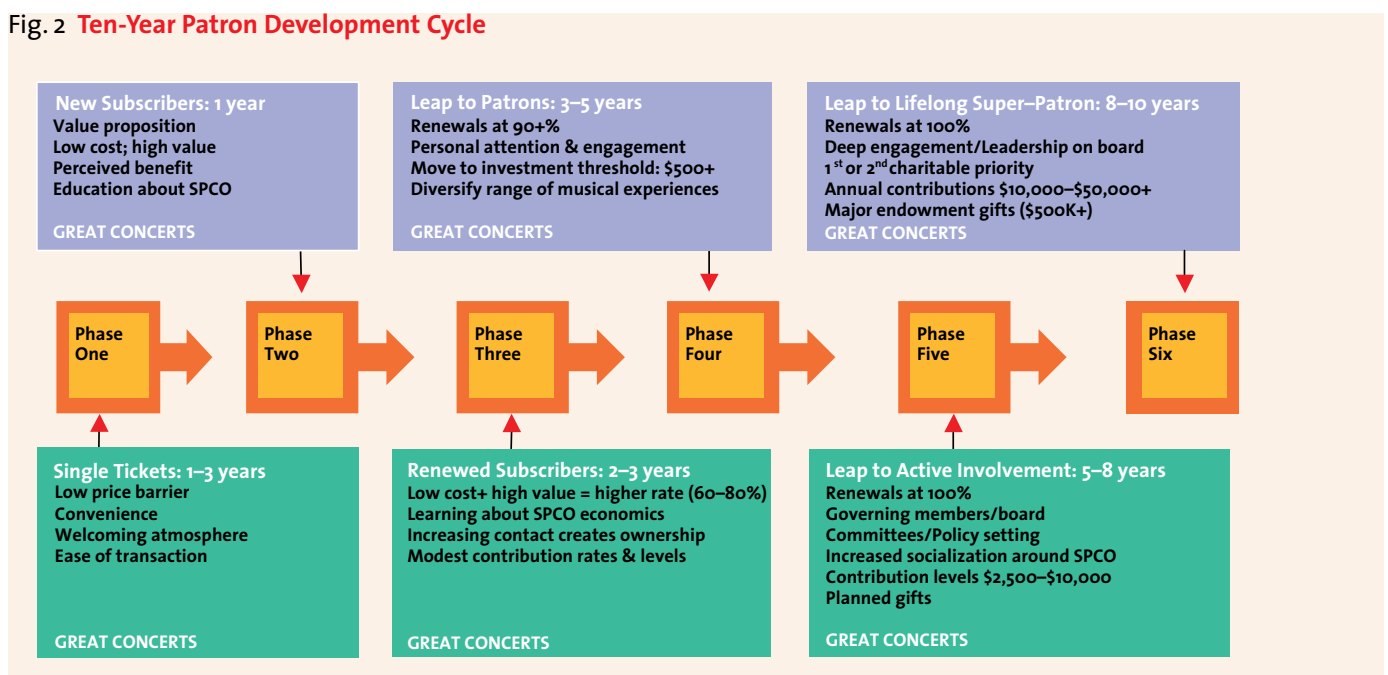 Fig. 2 Ten-Year Patron Development Cycle
New Subscribers: 1 year
Value proposition
Low cost; high value
Perceived benefit
Education about SPCO
GREAT CONCERTS
Leap to Patrons: 3–5 years
Renewals at 90+%
Personal attention & engagement
Move to investment threshold: $500+
Diversify range of musical experiences
GREAT CONCERTS
Leap to Lifelong Super–Patron: 8–10 years
Renewals at 100%
Deep engagement/Leadership on board
1st or 2nd charitable priority
Annual contributions $10,000–$50,000+
Major endowment gifts ($500K+)
GREAT CONCERTS
Phase
One
Phase
Two
Phase
Three
Phase
Four
Phase
Five
Phase
Six
Single Tickets: 1–3 years
Low price barrier
Convenience
Welcoming atmosphere
Ease of transaction
GREAT CONCERTS
Renewed Subscribers: 2–3 years
Low cost+ high value = higher rate (60–80%)
Learning about SPCO economics
Increasing contact creates ownership
Modest contribution rates & levels
GREAT CONCERTS
Leap to Active Involvement: 5–8 years
Renewals at 100%
Governing members/board
Committees/Policy setting
Increased socialization around SPCO
Contribution levels $2,500–$10,000
Planned gifts
GREAT CONCERTS